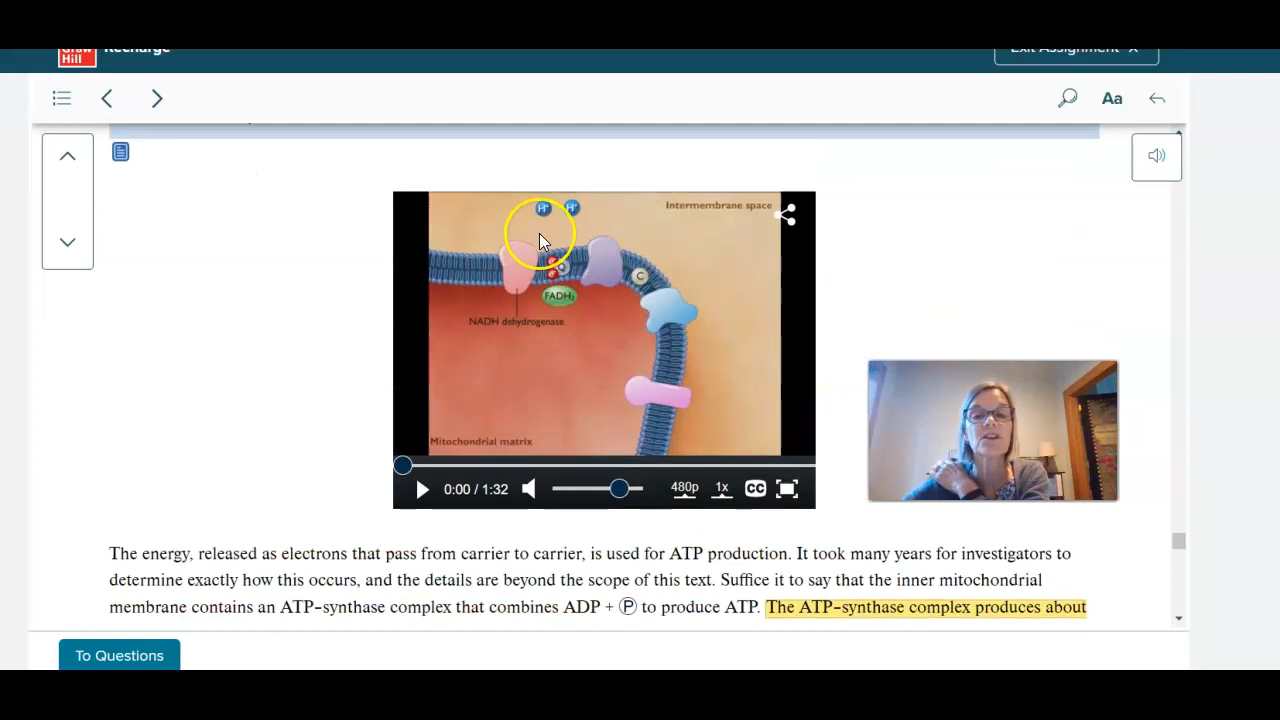 Graw
Hill
Recharge
Exit Assignment
Aa
H+ H+
Intermembrane space
e
Q
e
C
FADH₂
NADH dehydrogenase
Mitochondrial matrix
0:00 / 1:32
480p
1x
CC
The energy, released as electrons that pass from carrier to carrier, is used for ATP production. It took many years for investigators to
determine exactly how this occurs, and the details are beyond the scope of this text. Suffice it to say that the inner mitochondrial
membrane contains an ATP-synthase complex that combines ADP + Ⓟ to produce ATP. The ATP-synthase complex produces about
To Questions